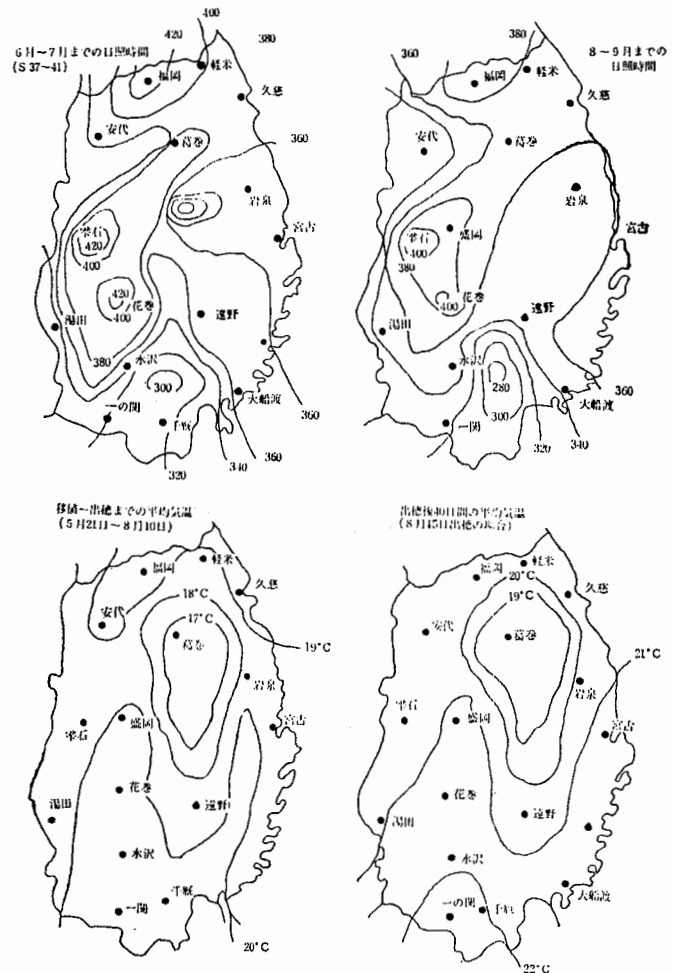 6月～7月までの日照時間
(S37～41)
400
420
380
福岡
軽米
久慈
安代
葛巻
360
岩泉
雫石
420
400
宮古
420
400
花巻
湯田
遠野
380
水沢
300
大船渡
一の関
千厩
360
360
340
320
8～9月までの
日照時間
360
380
福岡
軽米
久慈
安代
葛巻
岩泉
盛岡
宮古
雫石
400
380
400
花巻
湯田
遠野
水沢
280
300
大船渡
360
一関
340
320
移植～出穂までの平均気温
(5月21日～8月10日)
福岡
軽米
久慈
18°C
安代
17°C
葛巻
19°C
岩泉
雫石
盛岡
宮古
花巻
湯田
遠野
水沢
千厩
一関
20°C
出穂後40日間の平均気温
(8月15日出穂の場合)
福岡
軽米
20°C
久慈
19°C
安代
葛巻
21°C
岩泉
雫石
盛岡
宮古
花巻
湯田
遠野
水沢
大船渡
一の関
千厩
22°C